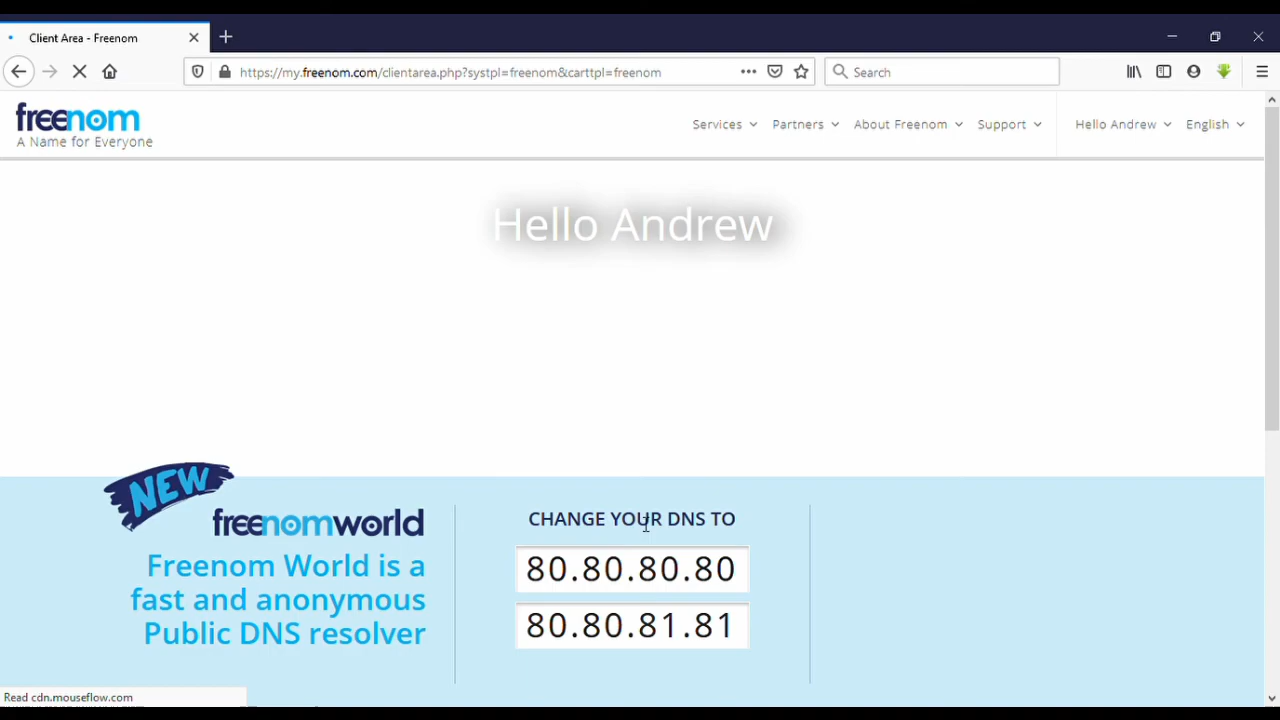 Client Area - Freenom
https://my.freenom.com/clientarea.php?systpl=freenom&carttpl=freenom
Search
freenom
A Name for Everyone
Services
Partners
About Freenom
Support
Hello Andrew
English
Hello Andrew
NEW
freenomworld
Freenom World is a
fast and anonymous
Public DNS resolver
CHANGE YOUR DNS TO
80.80.80.80
80.80.81.81
Read cdn.mouseflow.com